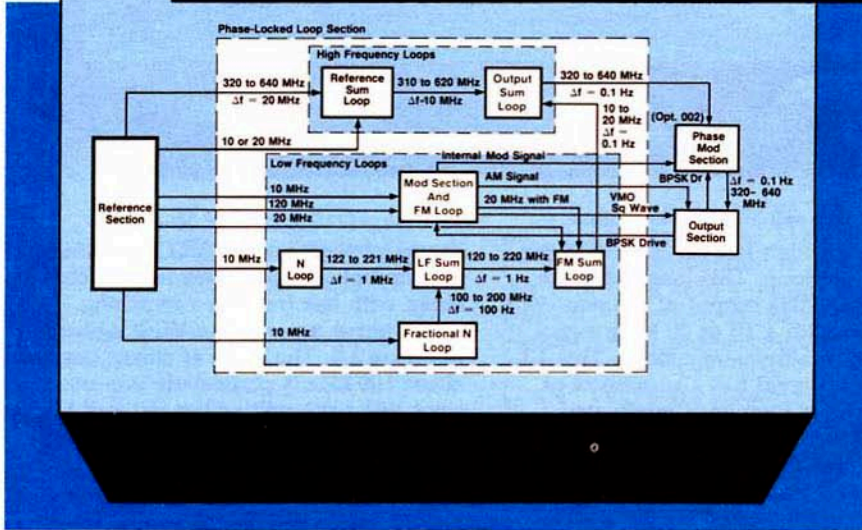 Phase-Locked Loop Section
High Frequency Loops
320 to 640 MHz
Δf = 20 MHz
Reference
Sum
Loop
310 to 620 MHz
Δf-10 MHz
Output
Sum
Loop
320 to 640 MHz
Δf = 0.1 Hz
10 to
20 MHz
Δf =
0.1 Hz
(Opt. 002)
Phase
Mod
Section
10 or 20 MHz
Low Frequency Loops
Internal Mod Signal
Reference
Section
10 MHz
120 MHz
20 MHz
Mod Section
And
FM Loop
AM Signal
20 MHz with FM
BPSK Dr
VMO
Sq Wave
BPSK Drive
Δf = 0.1 Hz
320- 640
MHz
Output
Section
10 MHz
N
Loop
122 to 221 MHz
Δf = 1 MHz
LF Sum
Loop
120 to 220 MHz
Δf = 1 Hz
FM Sum
Loop
100 to 200 MHz
Δf = 100 Hz
10 MHz
Fractional N
Loop